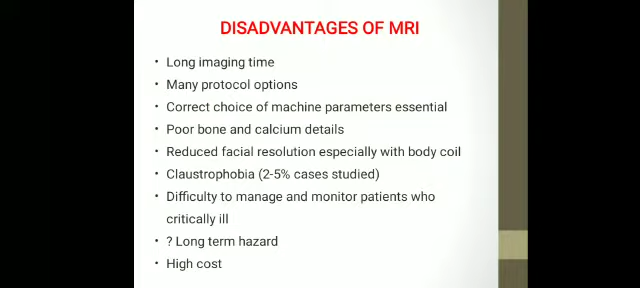 DISADVANTAGES OF MRI
• Long imaging time
• Many protocol options
• Correct choice of machine parameters essential
• Poor bone and calcium details
• Reduced facial resolution especially with body coil
• Claustrophobia (2-5% cases studied)
• Difficulty to manage and monitor patients who
critically ill
• ? Long term hazard
• High cost